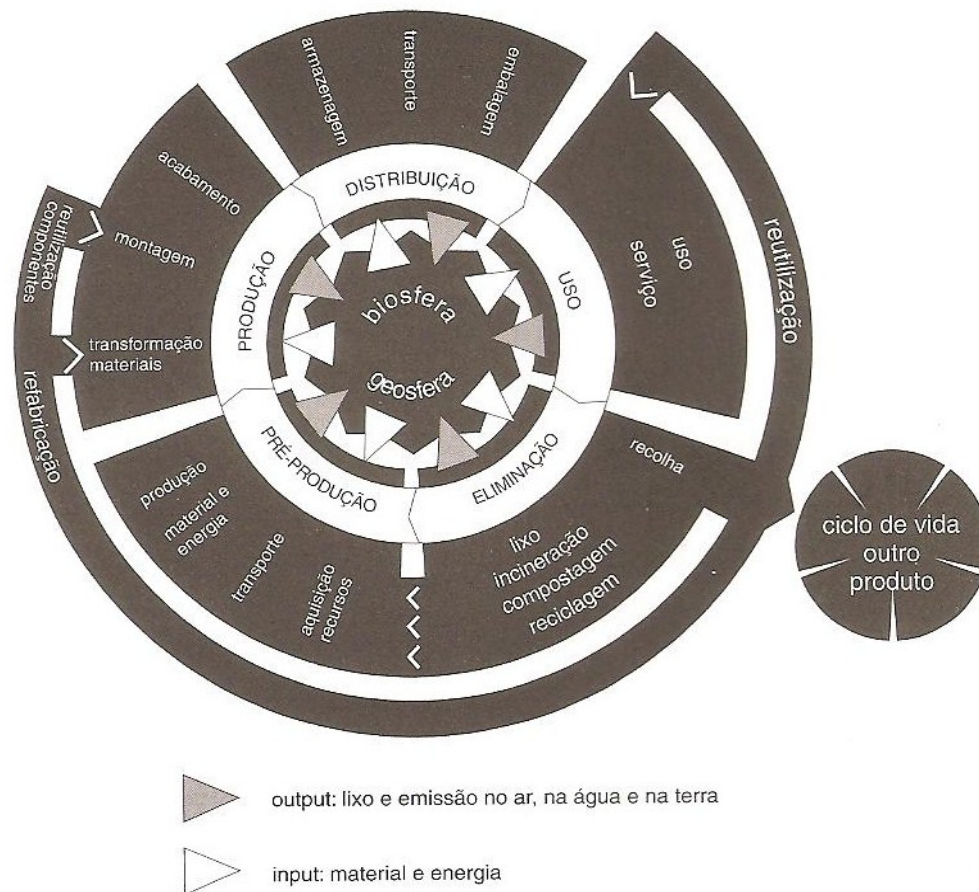 armazenagem
transporte
embalagem
acabamento
montagem
transformação
materiais
reutilização
componentes
refabricação
DISTRIBUIÇÃO
PRODUÇÃO
USO
PRÉ-PRODUÇÃO
ELIMINAÇÃO
biosfera
geosfera
uso
serviço
reutilização
recolha
lixo
incineração
compostagem
reciclagem
produção
material e
energia
transporte
aquisição
recursos
ciclo de vida
outro
produto
output: lixo e emissão no ar, na água e na terra
input: material e energia